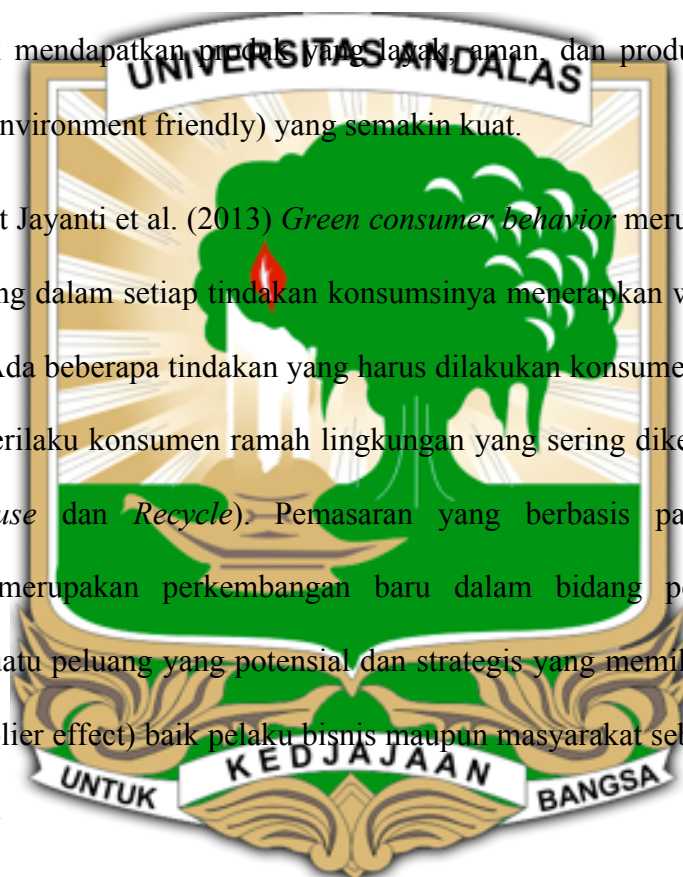 mendapatkan produk yang layak, aman, dan produ
UNIVERSITAS ANDALAS
nvironment friendly) yang semakin kuat.
t Jayanti et al. (2013) Green consumer behavior meru
ng dalam setiap tindakan konsumsinya menerapkan
Ada beberapa tindakan yang harus dilakukan konsume
erilaku konsumen ramah lingkungan yang sering dike
use dan Recycle). Pemasaran yang berbasis pa
merupakan perkembangan baru dalam bidang pe
atu peluang yang potensial dan strategis yang memil
plier effect) baik pelaku bisnis maupun masyarakat seb
UNTUK KEDJAJAAN BANGSA